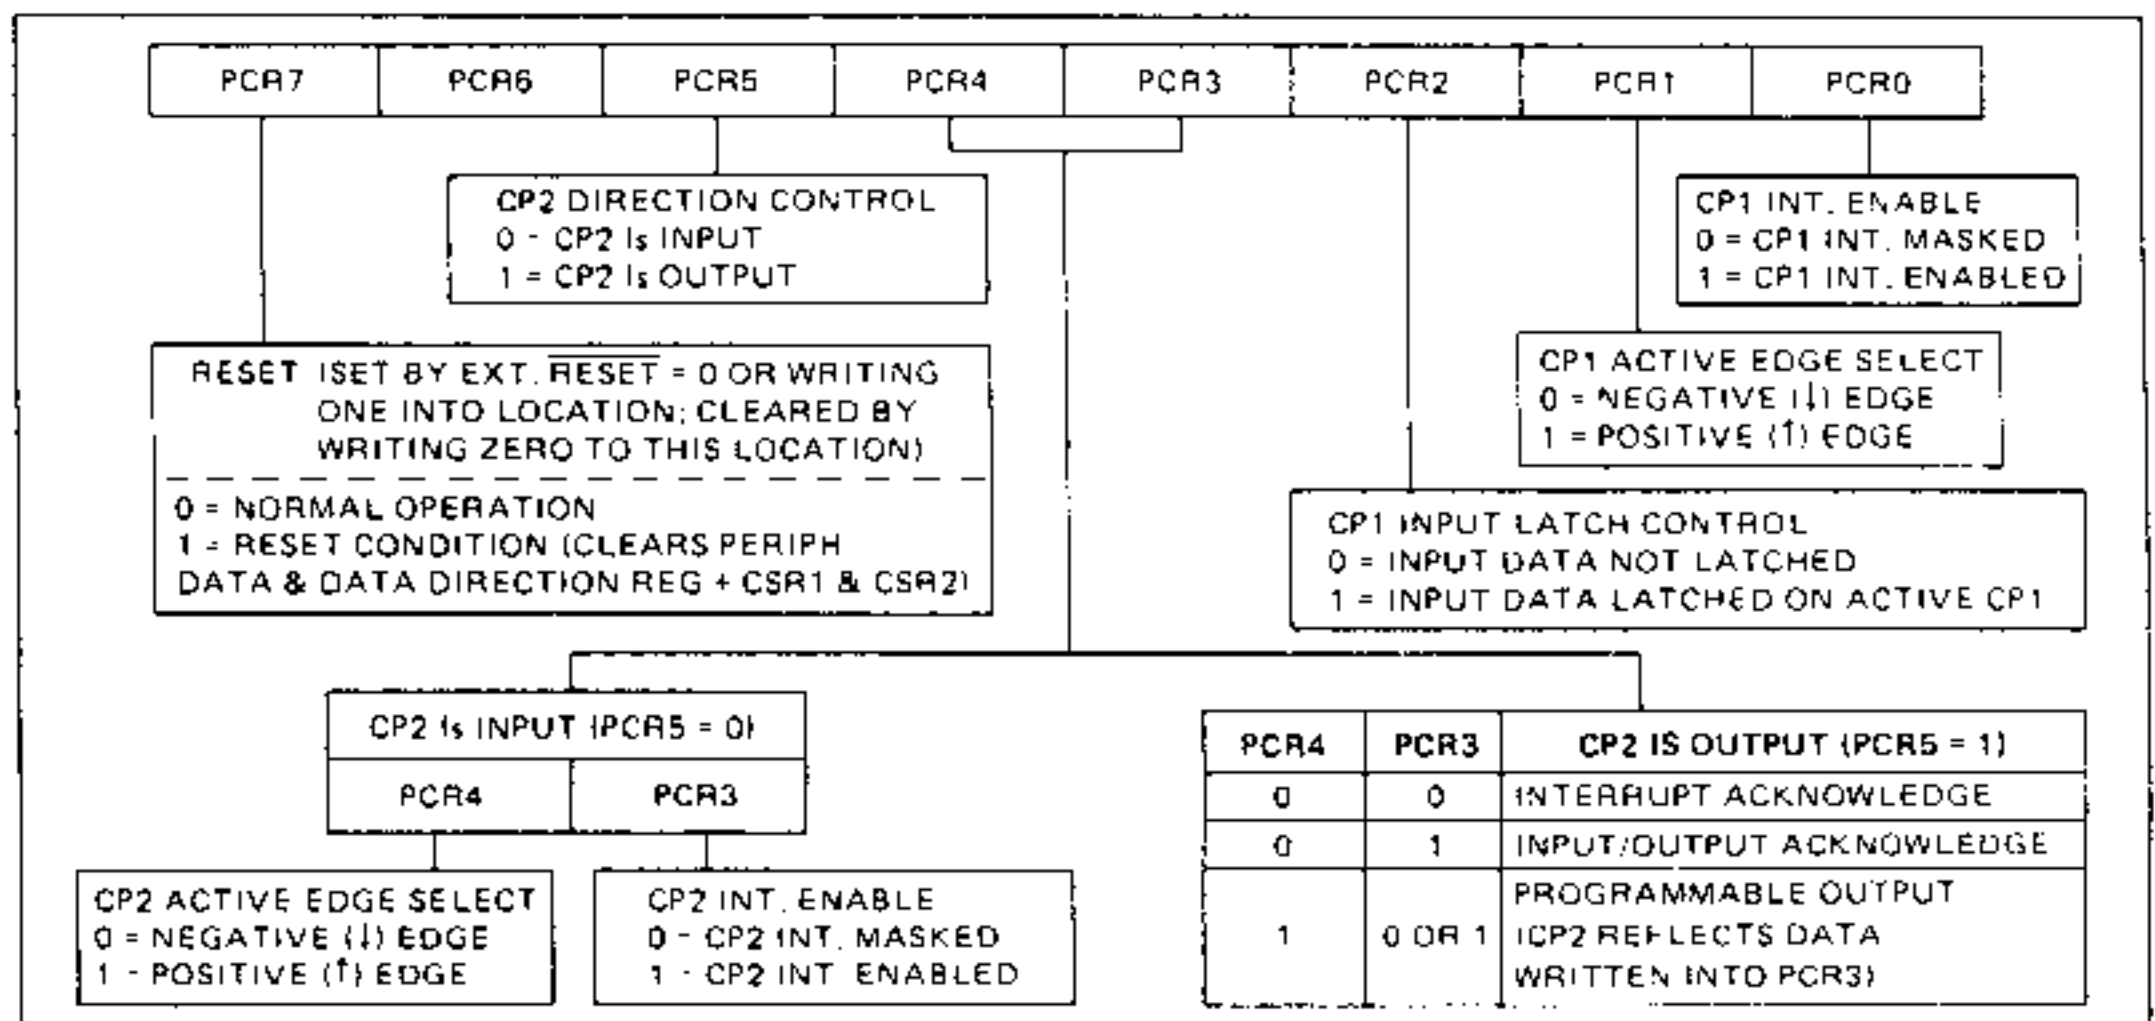 PCR7 PCR6 PCR5 PCR4 PCR3 PCR2 PCR1 PCR0
CP2 DIRECTION CONTROL
0 - CP2 Is INPUT
1 = CP2 Is OUTPUT
CP1 INT. ENABLE
0 = CP1 INT. MASKED
1 = CP1 INT. ENABLED
RESET (SET BY EXT. RESET = 0 OR WRITING
ONE INTO LOCATION; CLEARED BY
WRITING ZERO TO THIS LOCATION)
0 = NORMAL OPERATION
1 = RESET CONDITION (CLEARS PERIPH
DATA & DATA DIRECTION REG + CSR1 & CSR2)
CP1 ACTIVE EDGE SELECT
0 = NEGATIVE (↓) EDGE
1 = POSITIVE (↑) EDGE
CP1 INPUT LATCH CONTROL
0 = INPUT DATA NOT LATCHED
1 = INPUT DATA LATCHED ON ACTIVE CP1
CP2 Is INPUT (PCR5 = 0)
PCR4 PCR3
CP2 ACTIVE EDGE SELECT
0 = NEGATIVE (↓) EDGE
1 - POSITIVE (↑) EDGE
CP2 INT. ENABLE
0 - CP2 INT. MASKED
1 - CP2 INT. ENABLED
PCR4 PCR3 CP2 IS OUTPUT (PCR5 = 1)
0 0 INTERRUPT ACKNOWLEDGE
0 1 INPUT/OUTPUT ACKNOWLEDGE
PROGRAMMABLE OUTPUT
1 0 OR 1 (CP2 REFLECTS DATA
WRITTEN INTO PCR3)